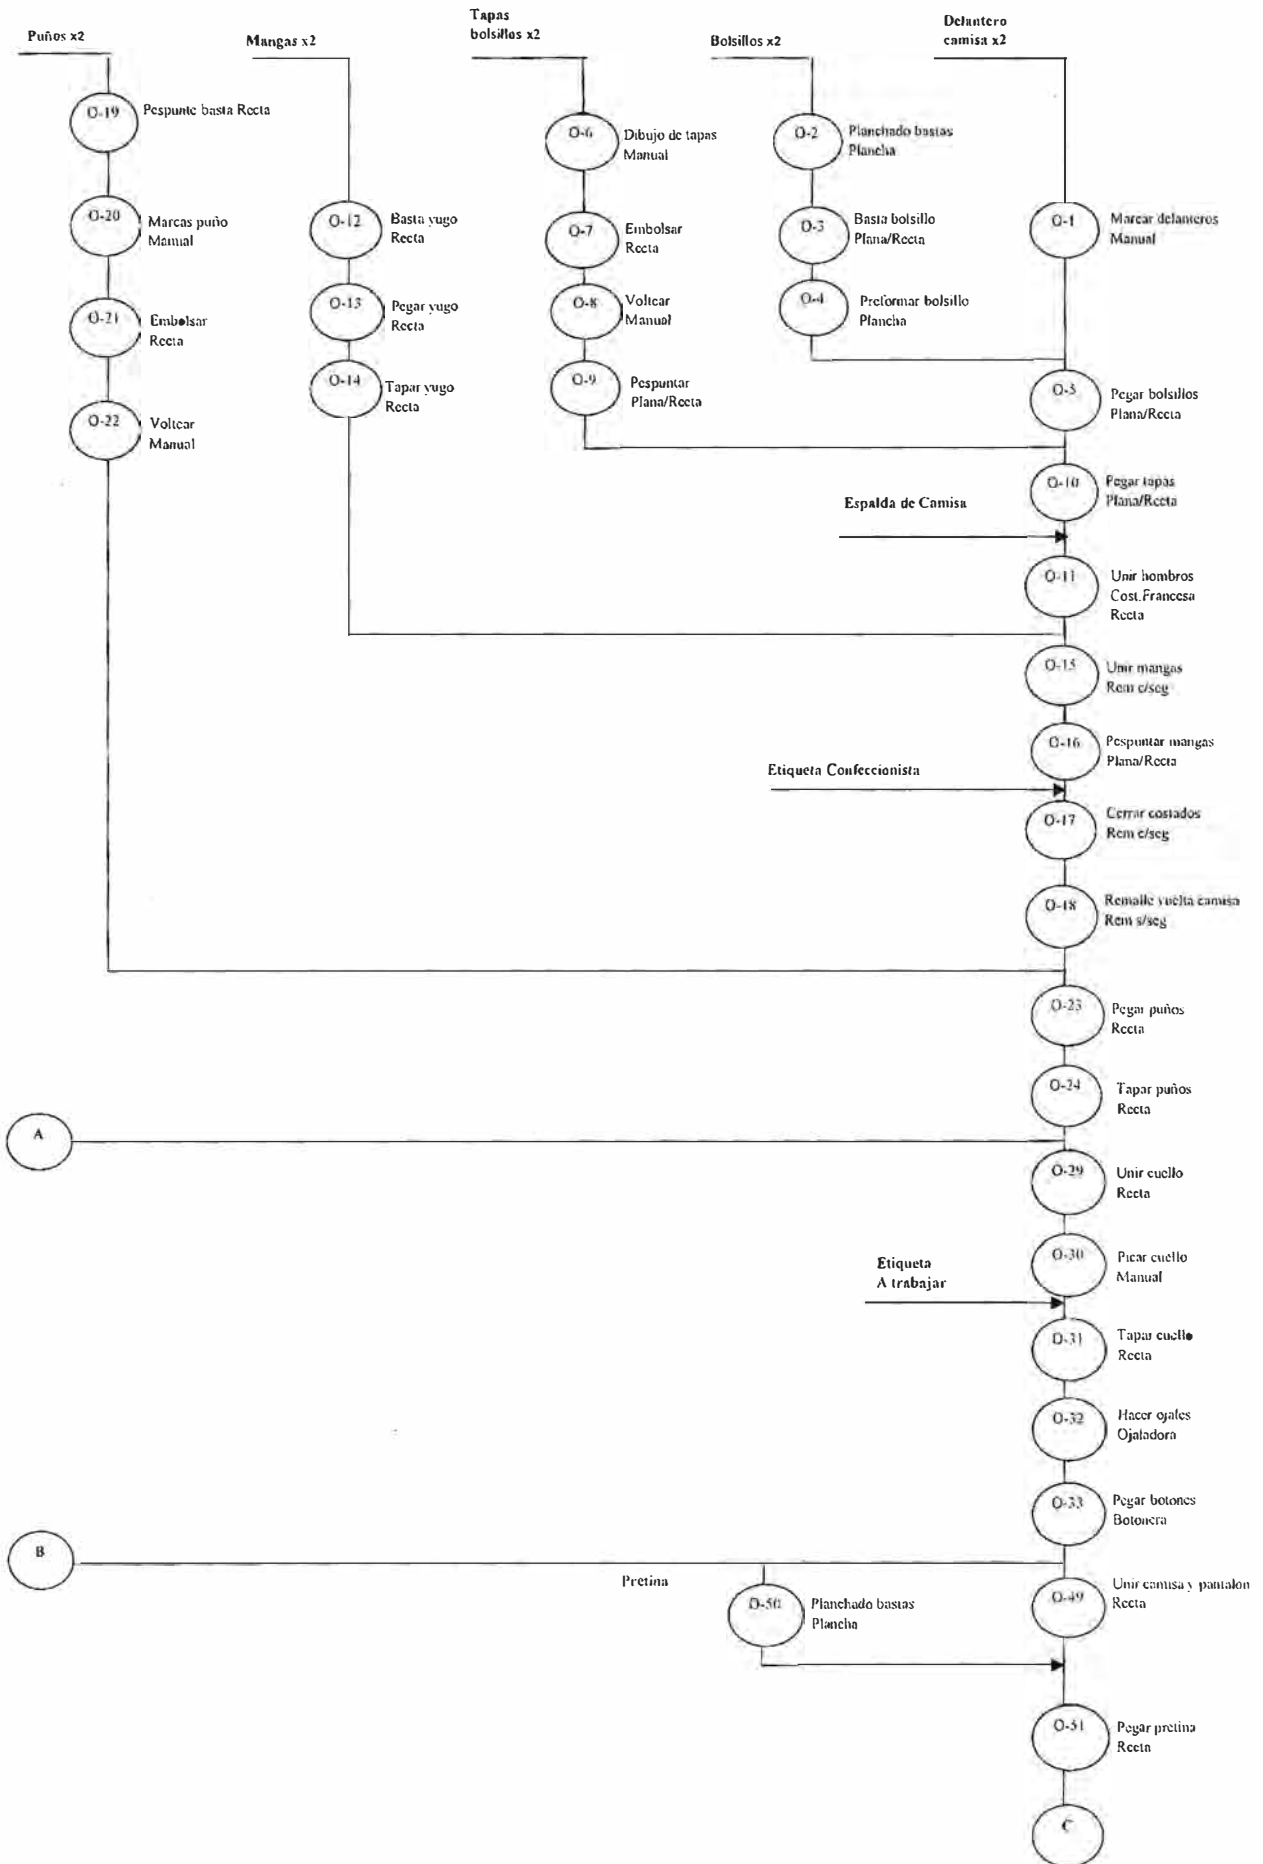 Puños x2
O-19
Pespunte basta Recta
O-20
Marcas puño
Manual
O-21
Embolsar
Recta
O-22
Voltear
Manual
Mangas x2
O-12
Basta yugo
Recta
O-13
Pegar yugo
Recta
O-14
Tapar yugo
Recta
Tapas
bolsillos x2
O-6
Dibujo de tapas
Manual
O-7
Embolsar
Recta
O-8
Voltear
Manual
O-9
Pespuntar
Plana/Recta
Bolsillos x2
O-2
Planchado bastas
Plancha
O-3
Basta bolsillo
Plana/Recta
O-4
Preformar bolsillo
Plancha
Delantero
camisa x2
O-1
Marcar delanteros
Manual
O-5
Pegar bolsillos
Plana/Recta
O-10
Pegar tapas
Plana/Recta
Espalda de Camisa
O-11
Unir hombros
Cost.Francesa
Recta
O-15
Unir mangas
Rem c/seg
O-16
Pespuntar mangas
Plana/Recta
Etiqueta Confeccionista
O-17
Cerrar costados
Rem c/seg
O-18
Remalle vuelta camisa
Rem s/seg
O-23
Pegar puños
Recta
O-24
Tapar puños
Recta
A
O-29
Unir cuello
Recta
O-30
Picar cuello
Manual
Etiqueta
A trabajar
O-31
Tapar cuello
Recta
O-32
Hacer ojales
Ojaladora
O-33
Pegar botones
Botonera
B
Pretina
O-50
Planchado bastas
Plancha
O-49
Unir camisa y pantalon
Recta
O-51
Pegar pretina
Recta
C